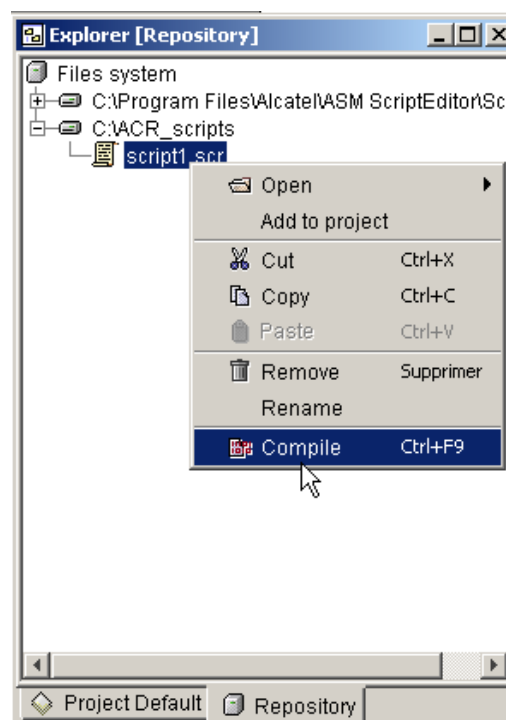 Explorer [Repository]
Files system
C:\Program Files\Alcatel\ASM ScriptEditor\Sc
C:\ACR_scripts
script1.scr
Open
Add to project
Cut Ctrl+X
Copy Ctrl+C
Paste Ctrl+V
Remove Supprimer
Rename
Compile Ctrl+F9
Project Default Repository